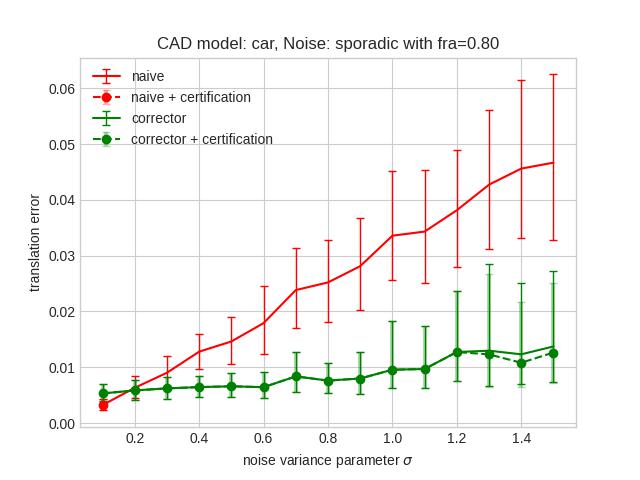 CAD model: car, Noise: sporadic with fra=0.80
naive
naive + certification
corrector
corrector + certification
translation error
0.06
0.05
0.04
0.03
0.02
0.01
0.00
0.2 0.4 0.6 0.8 1.0 1.2 1.4
noise variance parameter σ